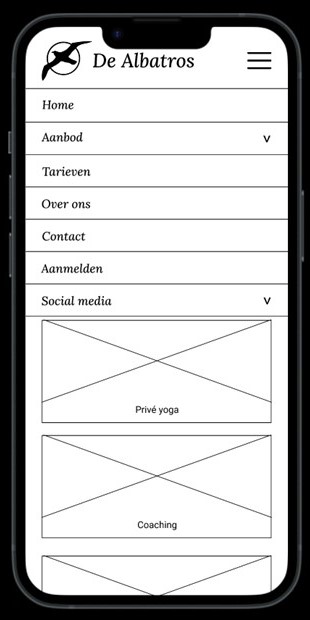 De Albatros
Home
Aanbod
Tarieven
Over ons
Contact
Aanmelden
Social media
Privé yoga
Coaching